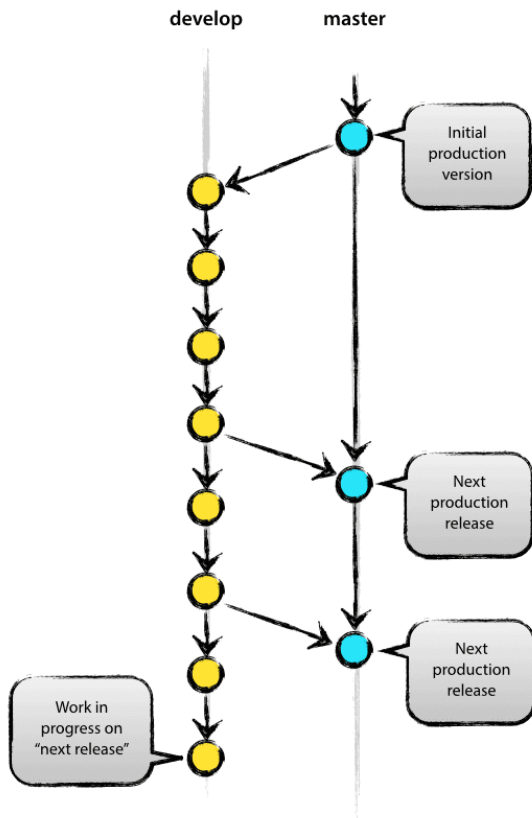 develop
master
Initial
production
version
Next
production
release
Next
production
release
Work in
progress on
“next release”